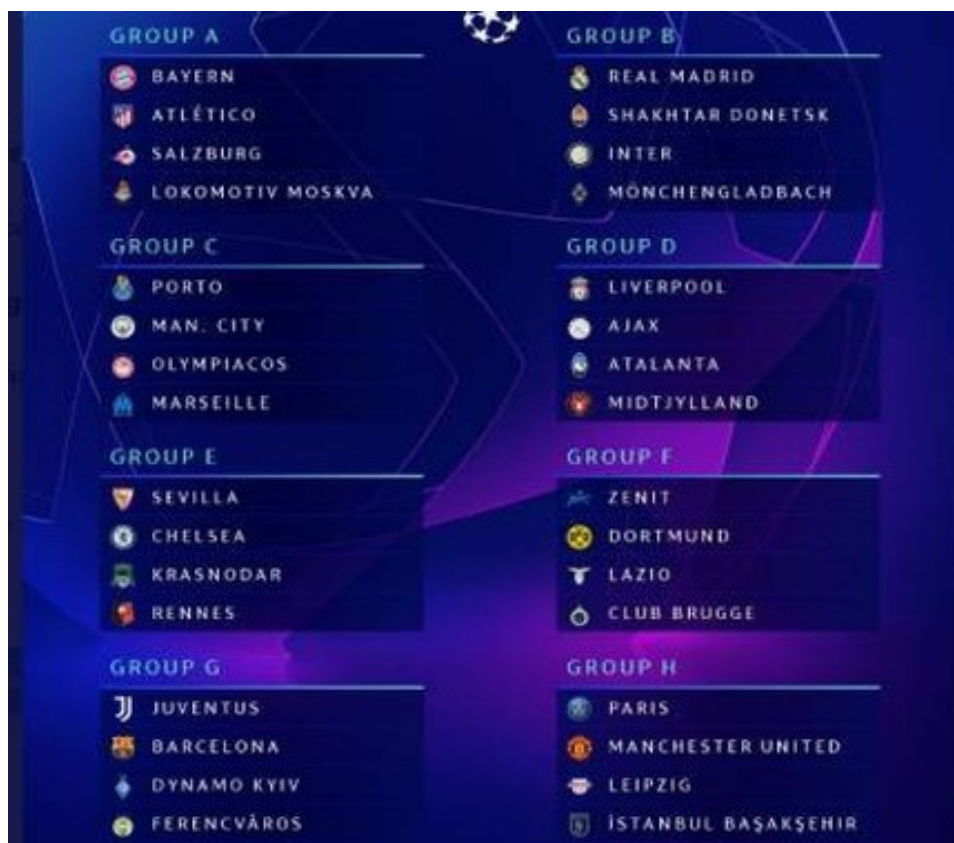 GROUP A
BAYERN
ATLÉTICO
SALZBURG
LOKOMOTIV MOSKVA
GROUP B
REAL MADRID
SHAKHTAR DONETSK
INTER
MÖNCHENGLADBACH
GROUP C
PORTO
MAN. CITY
OLYMPIACOS
MARSEILLE
GROUP D
LIVERPOOL
AJAX
ATALANTA
MIDTJYLLAND
GROUP E
SEVILLA
CHELSEA
KRASNODAR
RENNES
GROUP F
ZENIT
DORTMUND
LAZIO
CLUB BRUGGE
GROUP G
JUVENTUS
BARCELONA
DYNAMO KYIV
FERENCVÀROS
GROUP H
PARIS
MANCHESTER UNITED
LEIPZIG
İSTANBUL BAŞAKŞEHIR